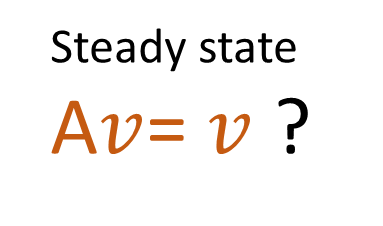 Steady state
A𝑣= 𝑣 ?